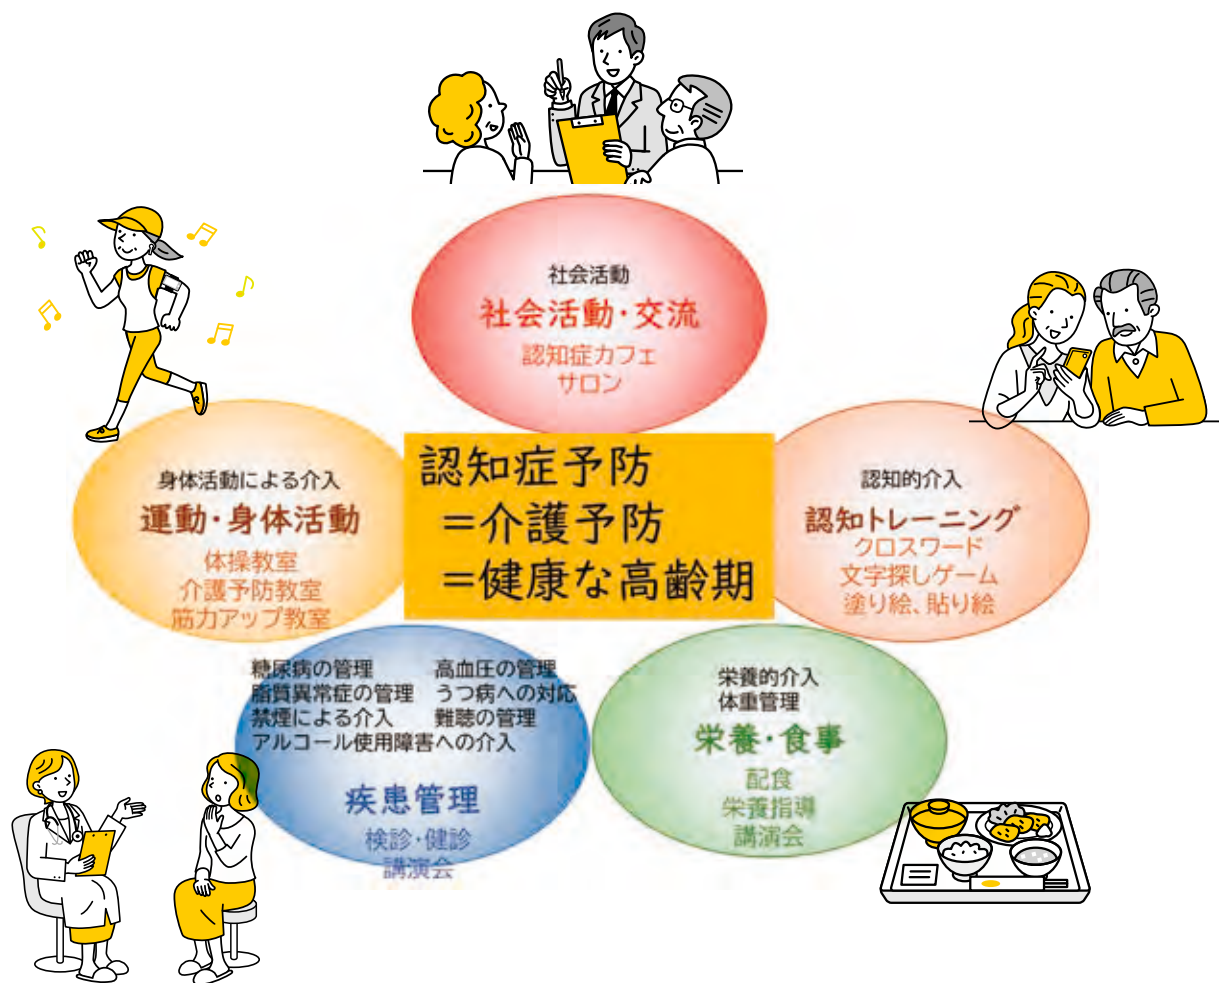 社会活動
社会活動・交流
認知症カフェ
サロン
身体活動による介入
運動・身体活動
体操教室
介護予防教室
筋力アップ教室
認知症予防
＝介護予防
＝健康な高齢期
認知的介入
認知トレーニング
クロスワード
文字探しゲーム
塗り絵、貼り絵
糖尿病の管理 高血圧の管理
脂質異常症の管理 うつ病への対応
禁煙による介入 難聴の管理
アルコール使用障害への介入
疾患管理
検診・健診
講演会
栄養的介入
体重管理
栄養・食事
配食
栄養指導
講演会